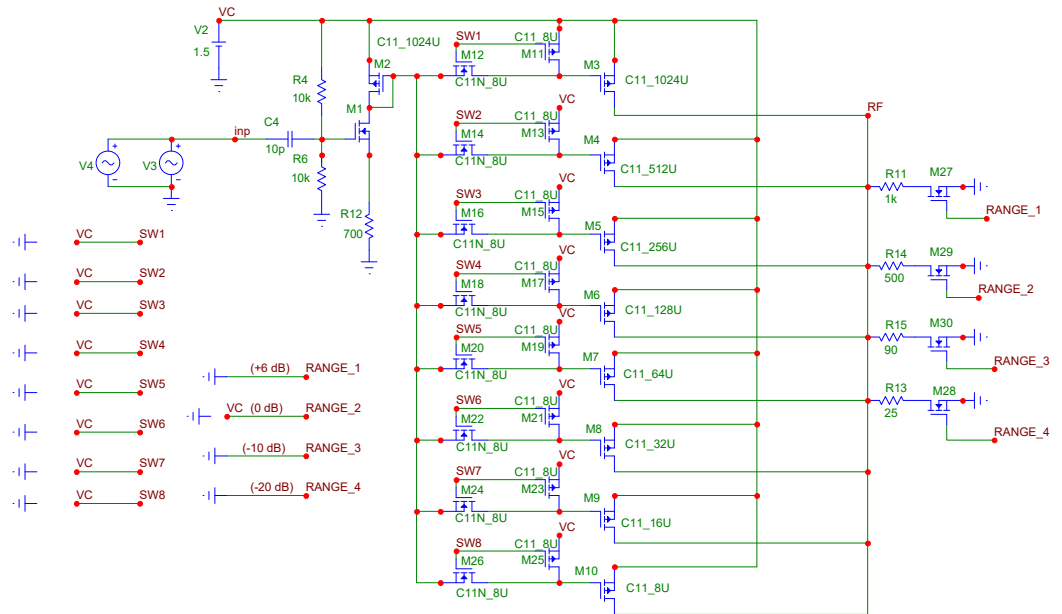 VC
V2
1.5
R4
10k
C11_1024U
M2
M1
C4
10p
inp
V4
V3
R6
10k
R12
700
SW1
M12
C11N_8U
C11_8U
M11
M3
C11_1024U
RF
SW2
M14
C11N_8U
VC
C11_8U
M13
M4
C11_512U
SW3
M16
C11N_8U
VC
C11_8U
M15
M5
C11_256U
SW4
M18
C11N_8U
VC
C11_8U
M17
M6
C11_128U
SW5
M20
C11N_8U
VC
C11_8U
M19
M7
C11_64U
SW6
M22
C11N_8U
VC
C11_8U
M21
M8
C11_32U
SW7
M24
C11N_8U
VC
C11_8U
M23
M9
C11_16U
SW8
M26
C11N_8U
VC
C11_8U
M25
M10
C11_8U
R11
1k
M27
RANGE_1
R14
500
M29
RANGE_2
R15
90
M30
RANGE_3
R13
25
M28
RANGE_4
VC SW1
VC SW2
VC SW3
VC SW4
VC SW5
VC SW6
VC SW7
VC SW8
(+6 dB) RANGE_1
VC (0 dB) RANGE_2
(-10 dB) RANGE_3
(-20 dB) RANGE_4